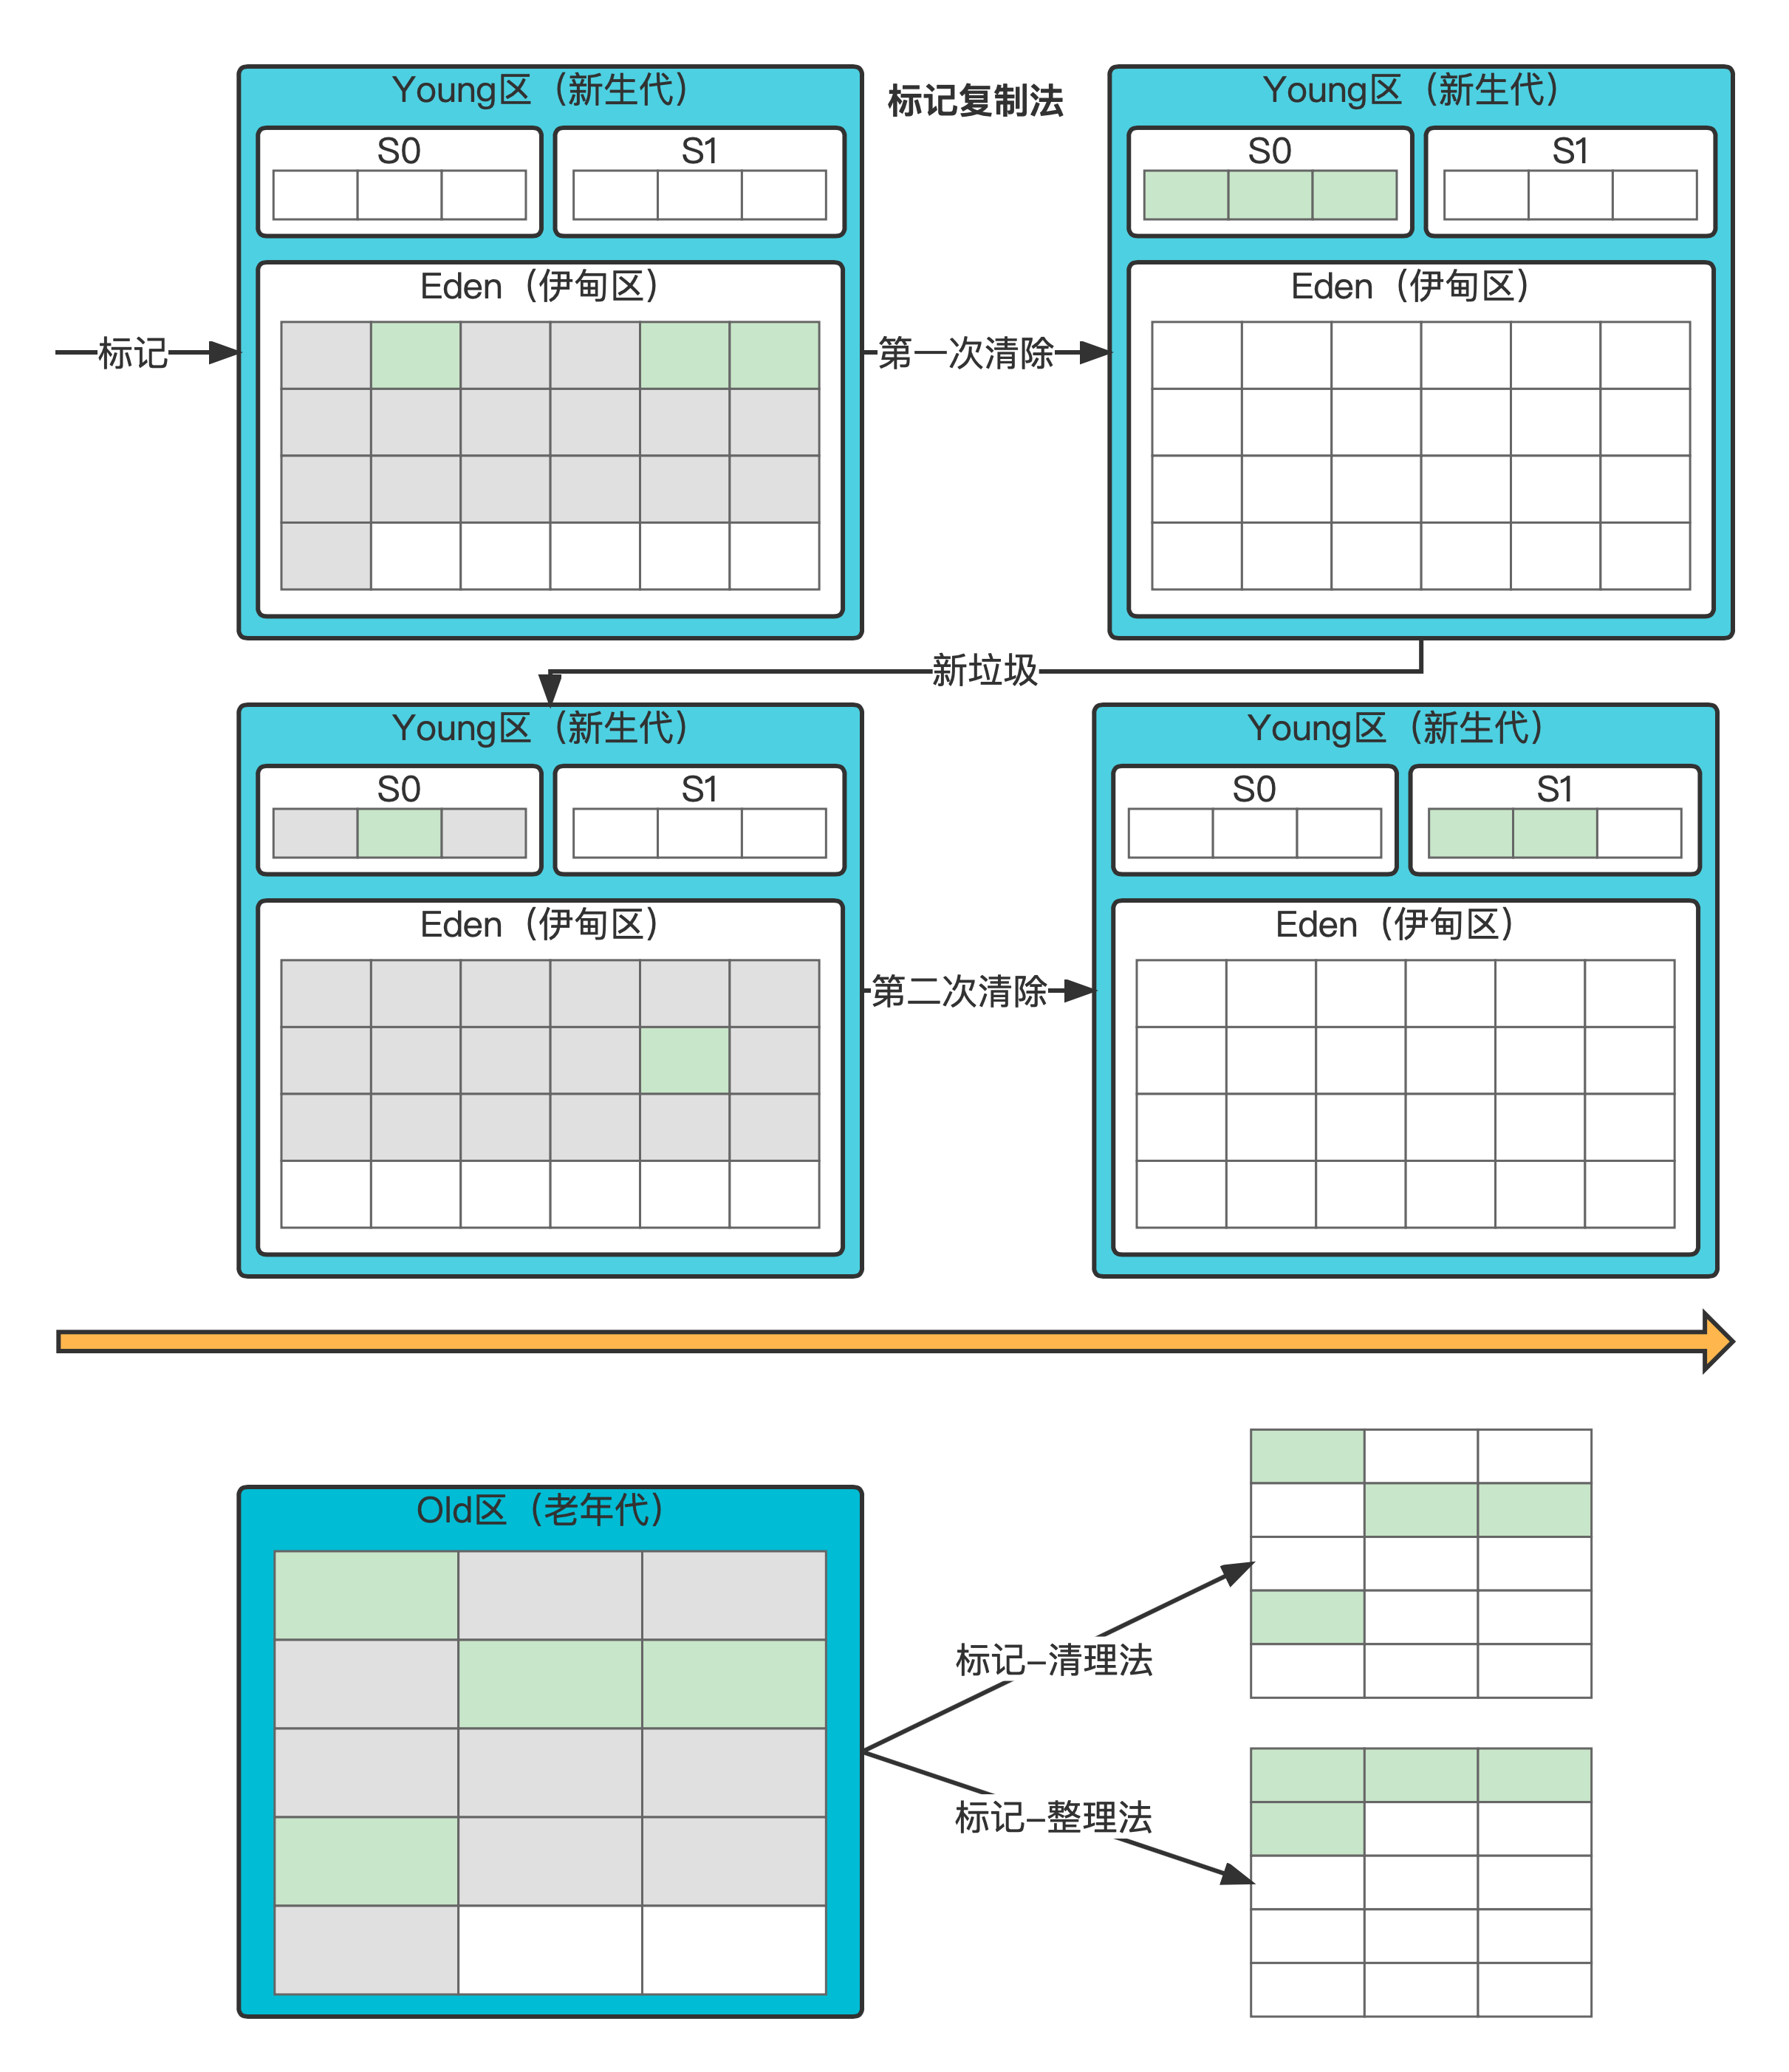 Young区（新生代）
标记复制法
Young区（新生代）
S0
S1
S0
S1
Eden（伊甸区）
Eden（伊甸区）
标记
第一次清除
新垃圾
Young区（新生代）
Young区（新生代）
S0
S1
S0
S1
Eden（伊甸区）
Eden（伊甸区）
第二次清除
Old区（老年代）
标记-清理法
标记-整理法